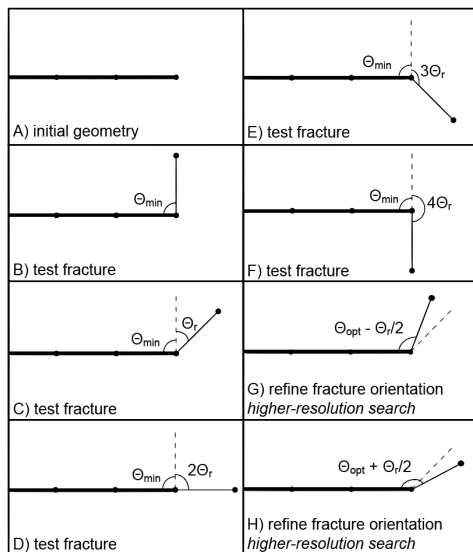 A) initial geometry
Θmin
B) test fracture
Θmin
Θr
C) test fracture
Θmin
2Θr
D) test fracture
Θmin
3Θr
E) test fracture
Θmin
4Θr
F) test fracture
Θopt - Θr/2
G) refine fracture orientation
higher-resolution search
Θopt + Θr/2
H) refine fracture orientation
higher-resolution search